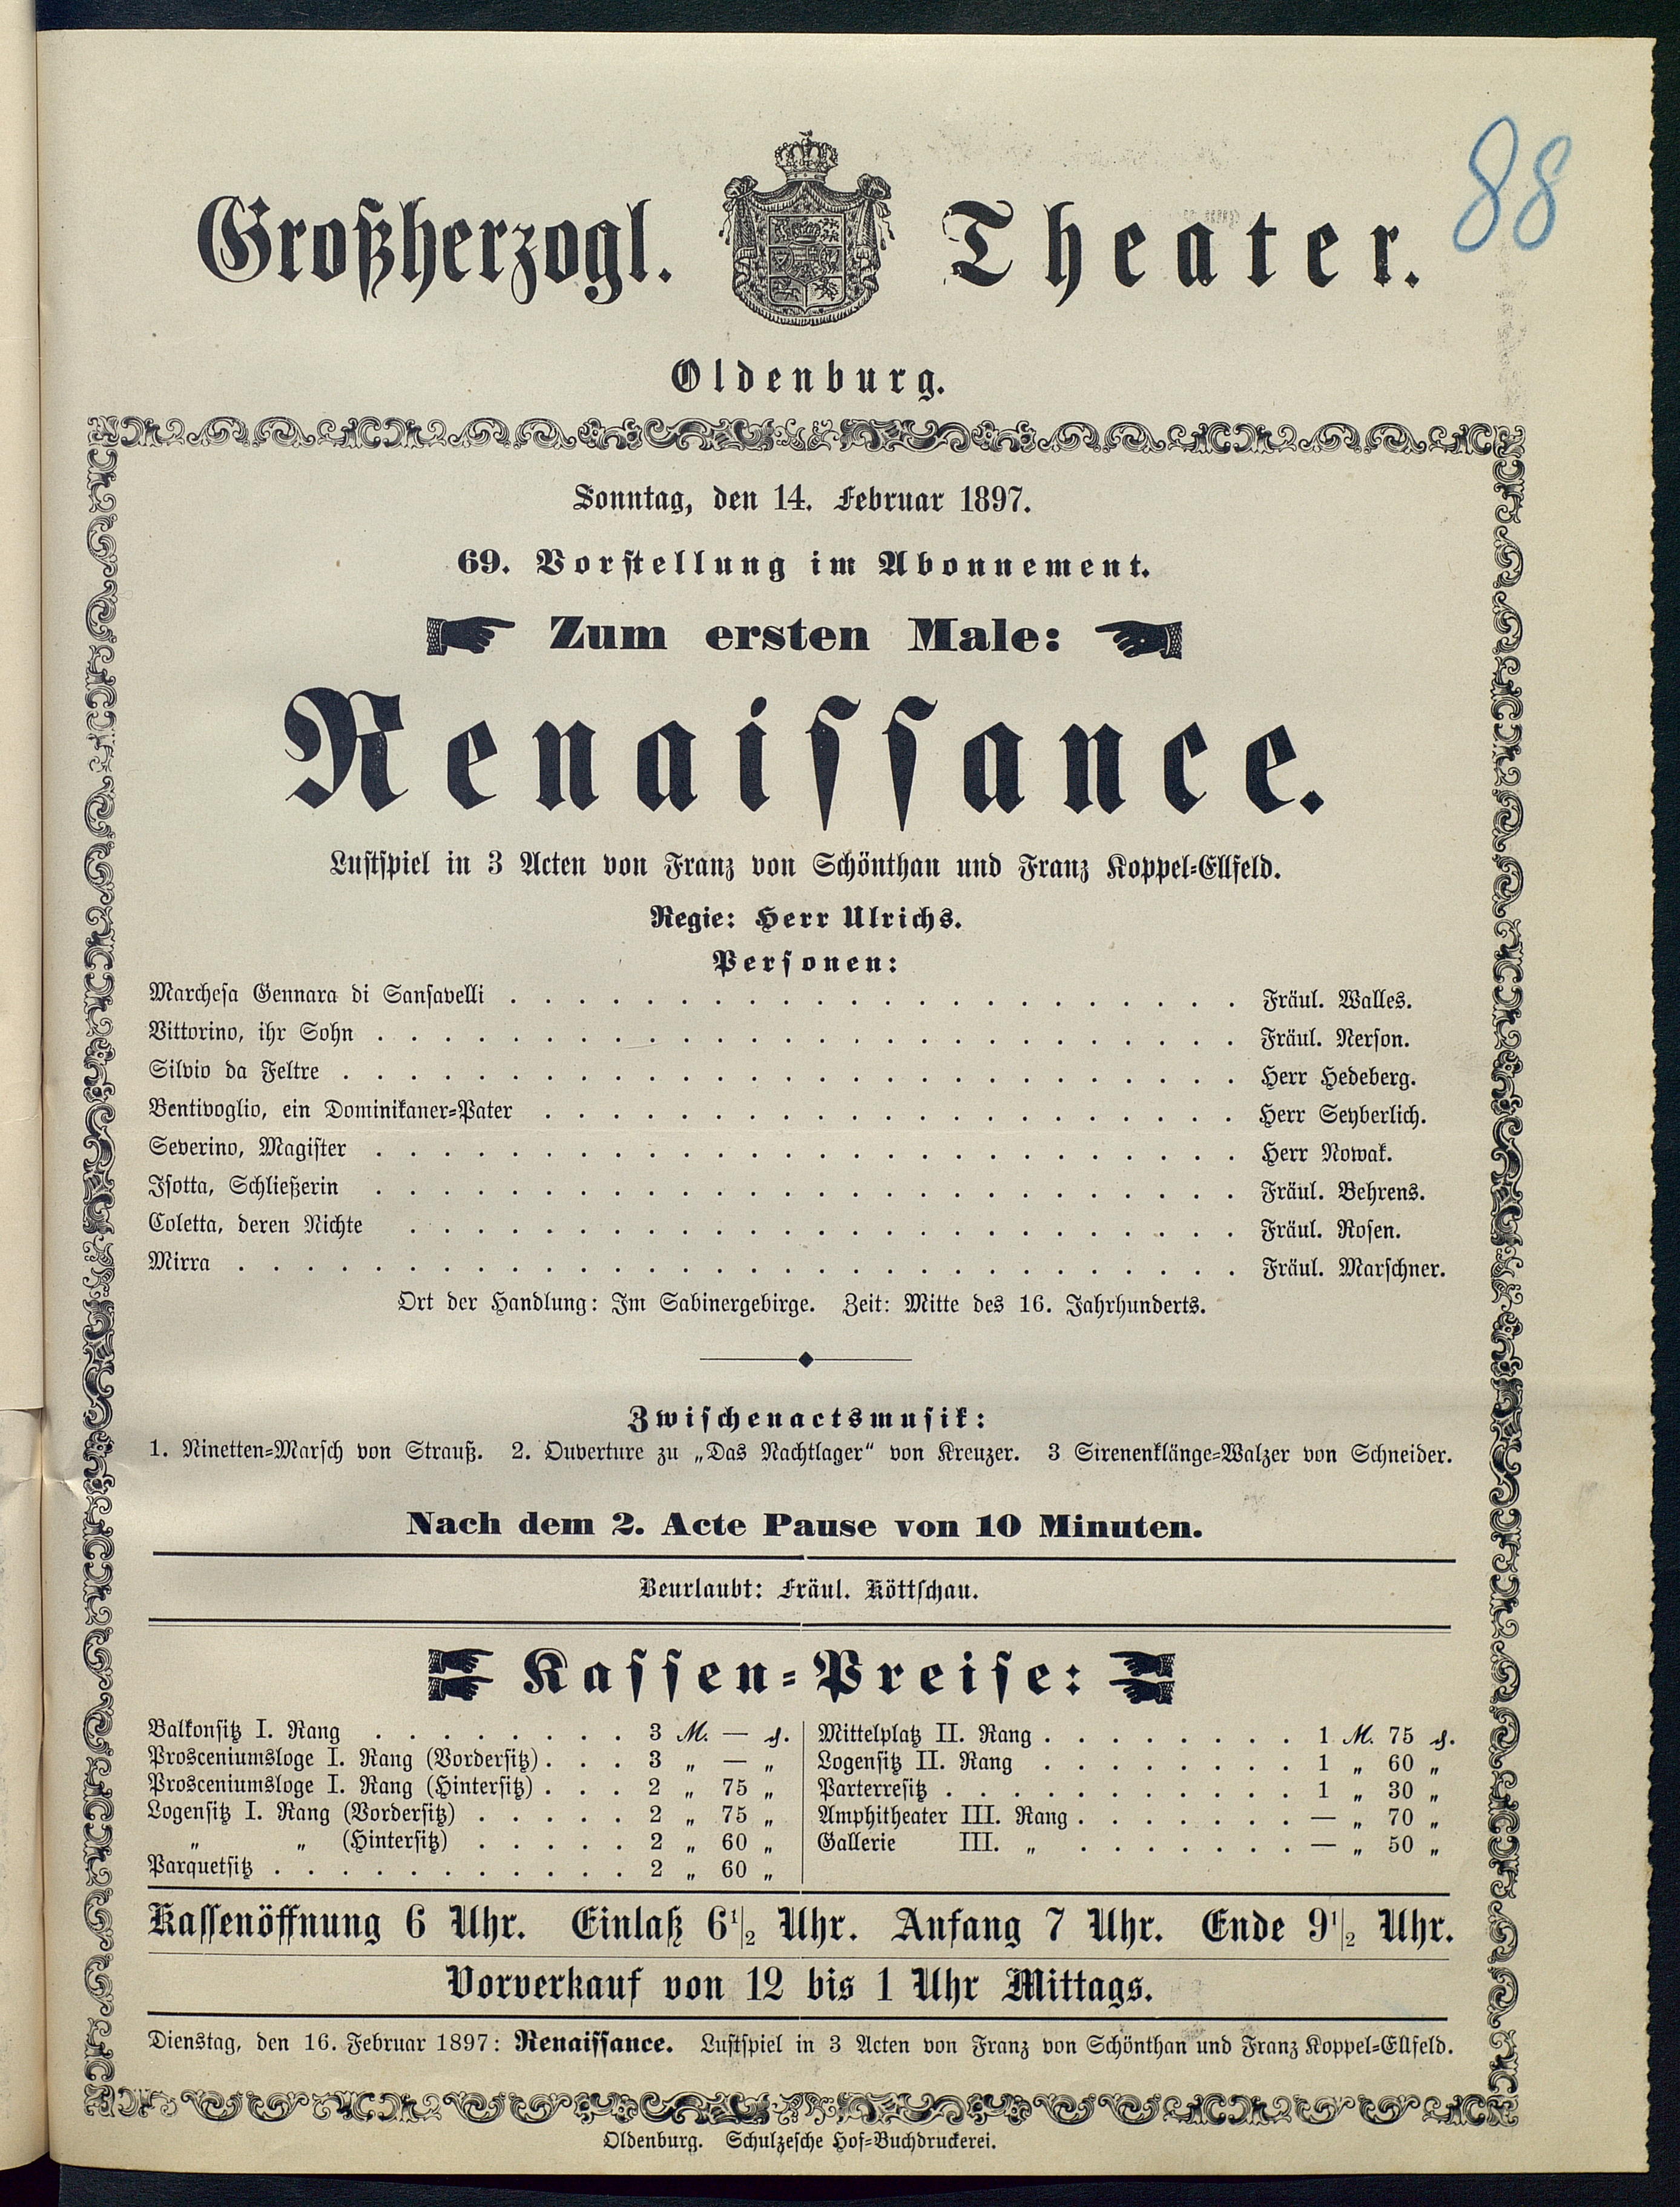 88
Großherzogl. Theater.
Oldenburg.
Sonntag, den 14. Februar 1897.
69. Vorstellung im Abonnement.
Zum ersten Male:
Renaissance.
Lustspiel in 3 Acten von Franz von Schönthan und Franz Koppel=Ellfeld.
Regie: Herr Ulrichs.
Personen:
Marchesa Gennara di Sansavelli . . . . . . . . . . Fräul. Walles.
Vittorino, ihr Sohn . . . . . . . . . . Fräul. Nerson.
Silvio da Feltre . . . . . . . . . . Herr Hedeberg.
Bentivoglio, ein Dominikaner=Pater . . . . . . . . . . Herr Seyberlich.
Severino, Magister . . . . . . . . . . Herr Nowak.
Isotta, Schließerin . . . . . . . . . . Fräul. Behrens.
Coletta, deren Nichte . . . . . . . . . . Fräul. Rosen.
Mirra . . . . . . . . . . Fräul. Marschner.
Ort der Handlung: Im Sabinergebirge. Zeit: Mitte des 16. Jahrhunderts.
Zwischenactsmusik:
1. Ninetten=Marsch von Strauß. 2. Ouverture zu „Das Nachtlager“ von Kreuzer. 3 Sirenenklänge=Walzer von Schneider.
Nach dem 2. Acte Pause von 10 Minuten.
Beurlaubt: Fräul. Köttschau.
Kassen=Preise:
Balkonsitz I. Rang . . . . . . . . 3 M. — ₰.
Prosceniumsloge I. Rang (Vordersitz) . . . 3 „ — „
Prosceniumsloge I. Rang (Hintersitz) . . . 2 „ 75 „
Logensitz I. Rang (Vordersitz) . . . . . 2 „ 75 „
„ „ (Hintersitz) . . . . . 2 „ 60 „
Parquetsitz . . . . . . . . . . . 2 „ 60 „
Mittelplatz II. Rang . . . . . . . . 1 M. 75 ₰.
Logensitz II. Rang . . . . . . . . 1 „ 60 „
Parterresitz . . . . . . . . . . . 1 „ 30 „
Amphitheater III. Rang . . . . . . . — „ 70 „
Gallerie III. „ . . . . . . . — „ 50 „
Kassenöffnung 6 Uhr. Einlaß 6½ Uhr. Anfang 7 Uhr. Ende 9½ Uhr.
Vorverkauf von 12 bis 1 Uhr Mittags.
Dienstag, den 16. Februar 1897: Renaissance. Lustspiel in 3 Acten von Franz von Schönthan und Franz Koppel=Ellfeld.
Oldenburg. Schulzesche Hof=Buchdruckerei.